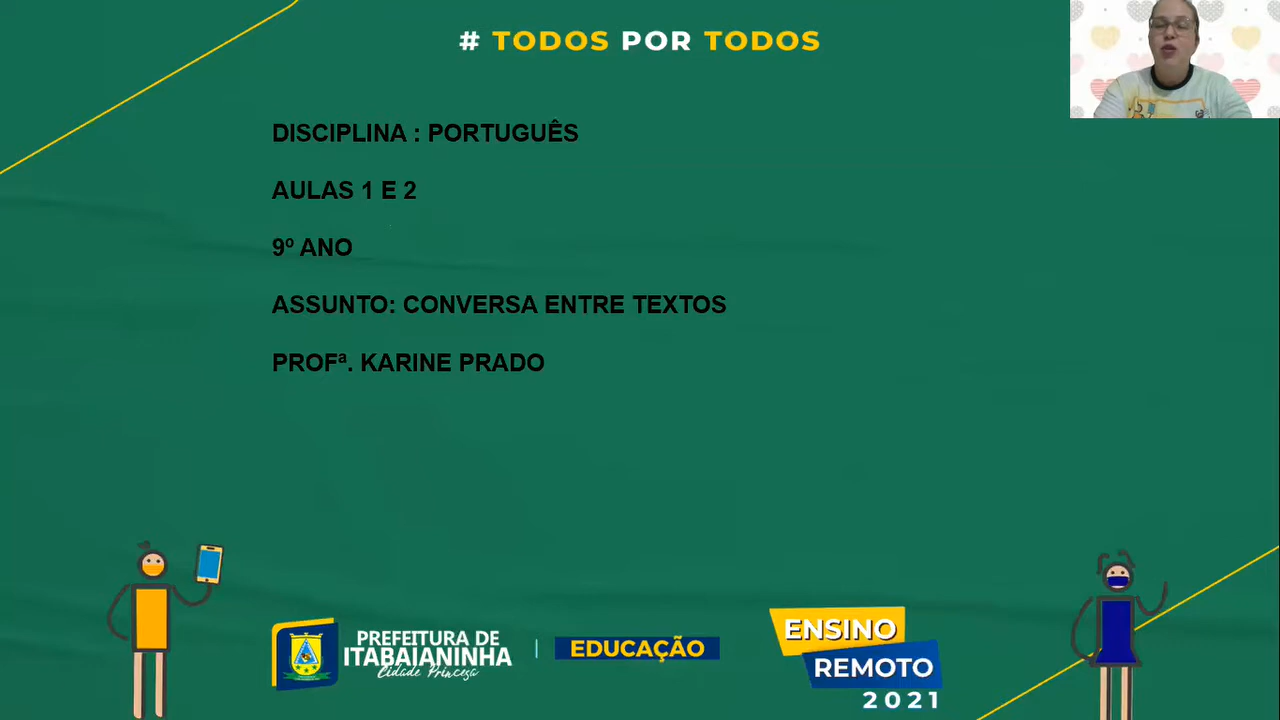 # TODOS POR TODOS
DISCIPLINA : PORTUGUÊS
AULAS 1 E 2
9º ANO
ASSUNTO: CONVERSA ENTRE TEXTOS
PROFª. KARINE PRADO
PREFEITURA DE
ITABAIANINHA
Cidade Princesa
EDUCAÇÃO
ENSINO
REMOTO
2021